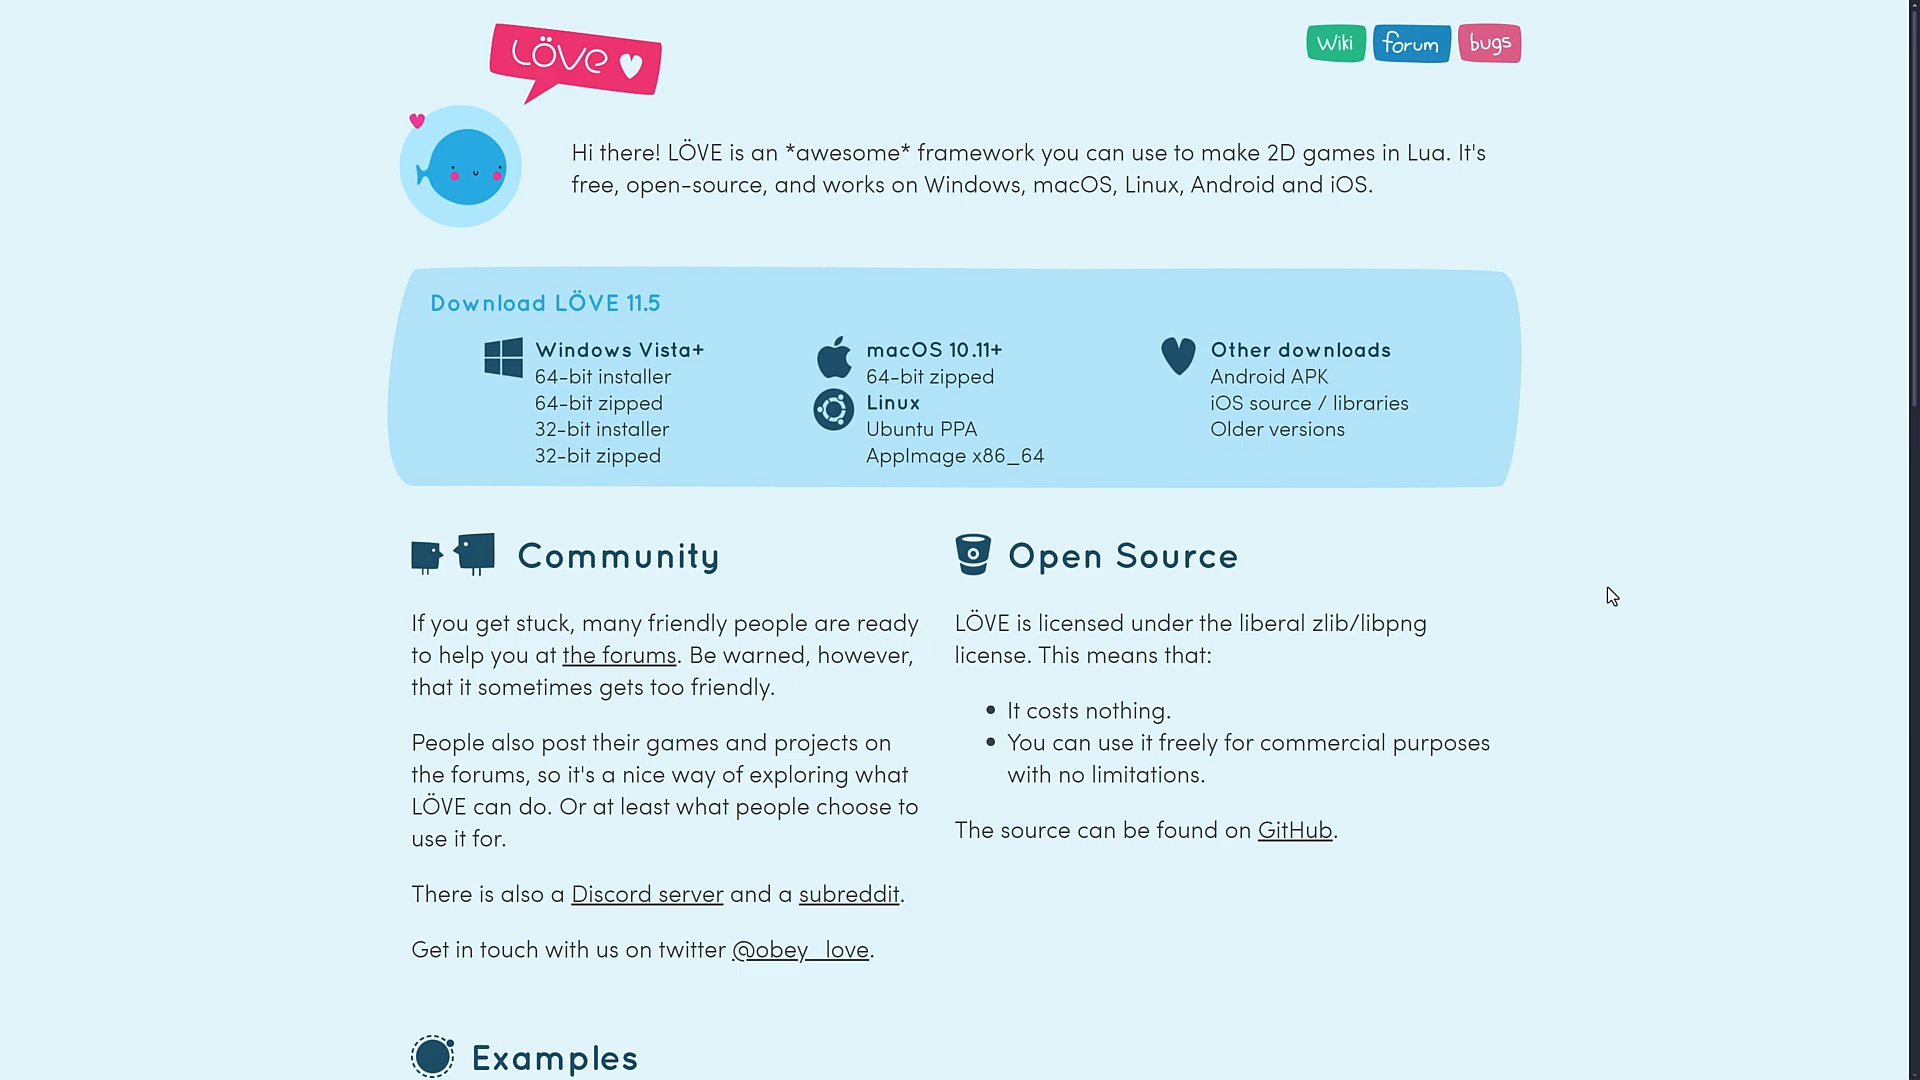 LÖVE
Wiki
forum
bugs
Hi there! LÖVE is an *awesome* framework you can use to make 2D games in Lua. It's
free, open-source, and works on Windows, macOS, Linux, Android and iOS.
Download LÖVE 11.5
Windows Vista+
64-bit installer
64-bit zipped
32-bit installer
32-bit zipped
macOS 10.11+
64-bit zipped
Linux
Ubuntu PPA
AppImage x86_64
Other downloads
Android APK
iOS source / libraries
Older versions
Community
If you get stuck, many friendly people are ready
to help you at the forums. Be warned, however,
that it sometimes gets too friendly.
People also post their games and projects on
the forums, so it's a nice way of exploring what
LÖVE can do. Or at least what people choose to
use it for.
There is also a Discord server and a subreddit.
Get in touch with us on twitter @obey_love.
Open Source
LÖVE is licensed under the liberal zlib/libpng
license. This means that:
• It costs nothing.
• You can use it freely for commercial purposes
with no limitations.
The source can be found on GitHub.
Examples